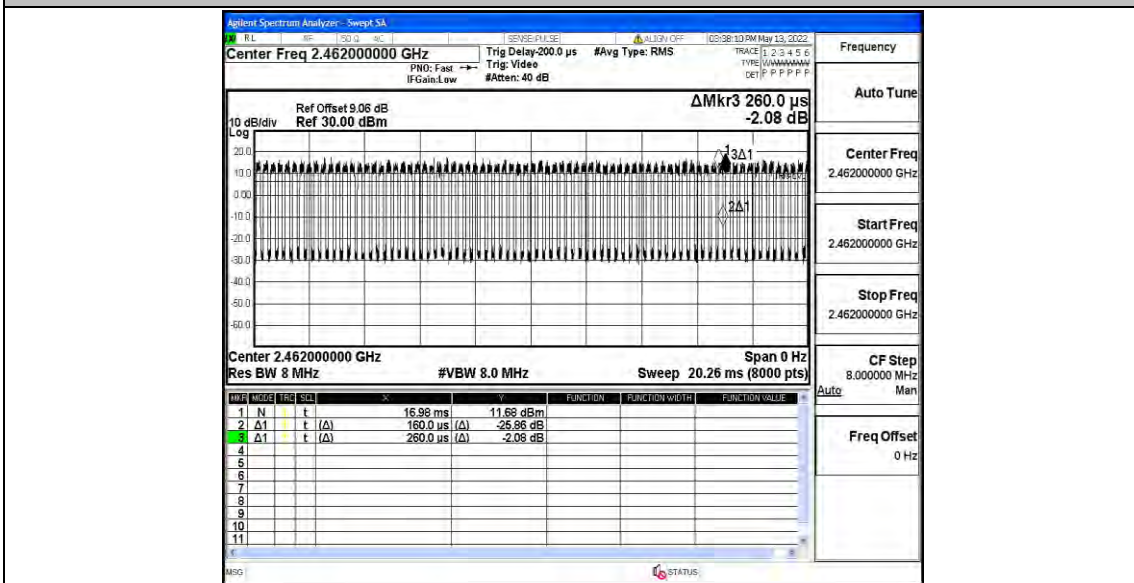 Agilent Spectrum Analyzer - Swept SA
RL RF 50 Ω AC SENSE:PULSE ALIGN OFF 03:38:10 PM May 13, 2022
Center Freq 2.462000000 GHz
PNO: Fast
IFGain:Low
Trig Delay-200.0 µs
Trig: Video
#Atten: 40 dB
#Avg Type: RMS
TRACE 1 2 3 4 5 6
TYPE
DET P P P P P P
ΔMkr3 260.0 µs
-2.08 dB
Ref Offset 9.06 dB
10 dB/div Ref 30.00 dBm
Log
20.0
10.0
0.00
-10.0
-20.0
-30.0
-40.0
-50.0
-60.0
1
3Δ1
2Δ1
Center 2.462000000 GHz Span 0 Hz
Res BW 8 MHz #VBW 8.0 MHz Sweep 20.26 ms (8000 pts)
MKR MODE TRC SCL X Y FUNCTION FUNCTION WIDTH FUNCTION VALUE
1 N t 16.98 ms 11.68 dBm
2 Δ1 t (Δ) 160.0 µs (Δ) -25.86 dB
3 Δ1 t (Δ) 260.0 µs (Δ) -2.08 dB
4
5
6
7
8
9
10
11
MSG STATUS
Frequency
Auto Tune
Center Freq
2.462000000 GHz
Start Freq
2.462000000 GHz
Stop Freq
2.462000000 GHz
CF Step
8.000000 MHz
Auto Man
Freq Offset
0 Hz